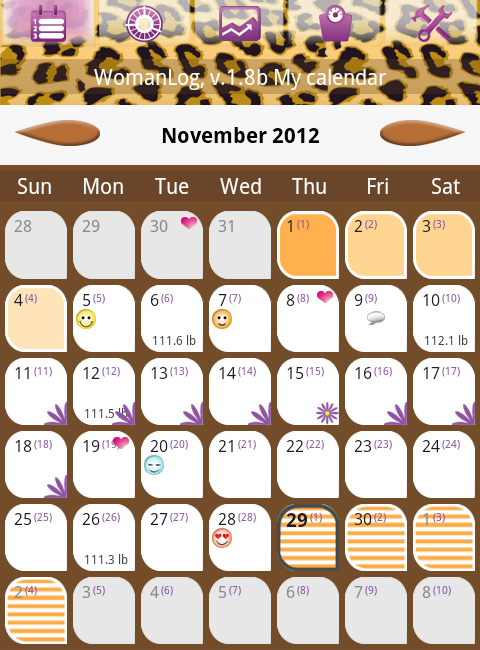 WomanLog, v.1.8b My calendar
November 2012
Sun Mon Tue Wed Thu Fri Sat
28 29 30 31 1 (1) 2 (2) 3 (3)
4 (4) 5 (5) 6 (6) 7 (7) 8 (8) 9 (9) 10 (10)
111.6 lb 112.1 lb
11 (11) 12 (12) 13 (13) 14 (14) 15 (15) 16 (16) 17 (17)
111.5 lb
18 (18) 19 (19) 20 (20) 21 (21) 22 (22) 23 (23) 24 (24)
25 (25) 26 (26) 27 (27) 28 (28) 29 (1) 30 (2) 1 (3)
111.3 lb
2 (4) 3 (5) 4 (6) 5 (7) 6 (8) 7 (9) 8 (10)